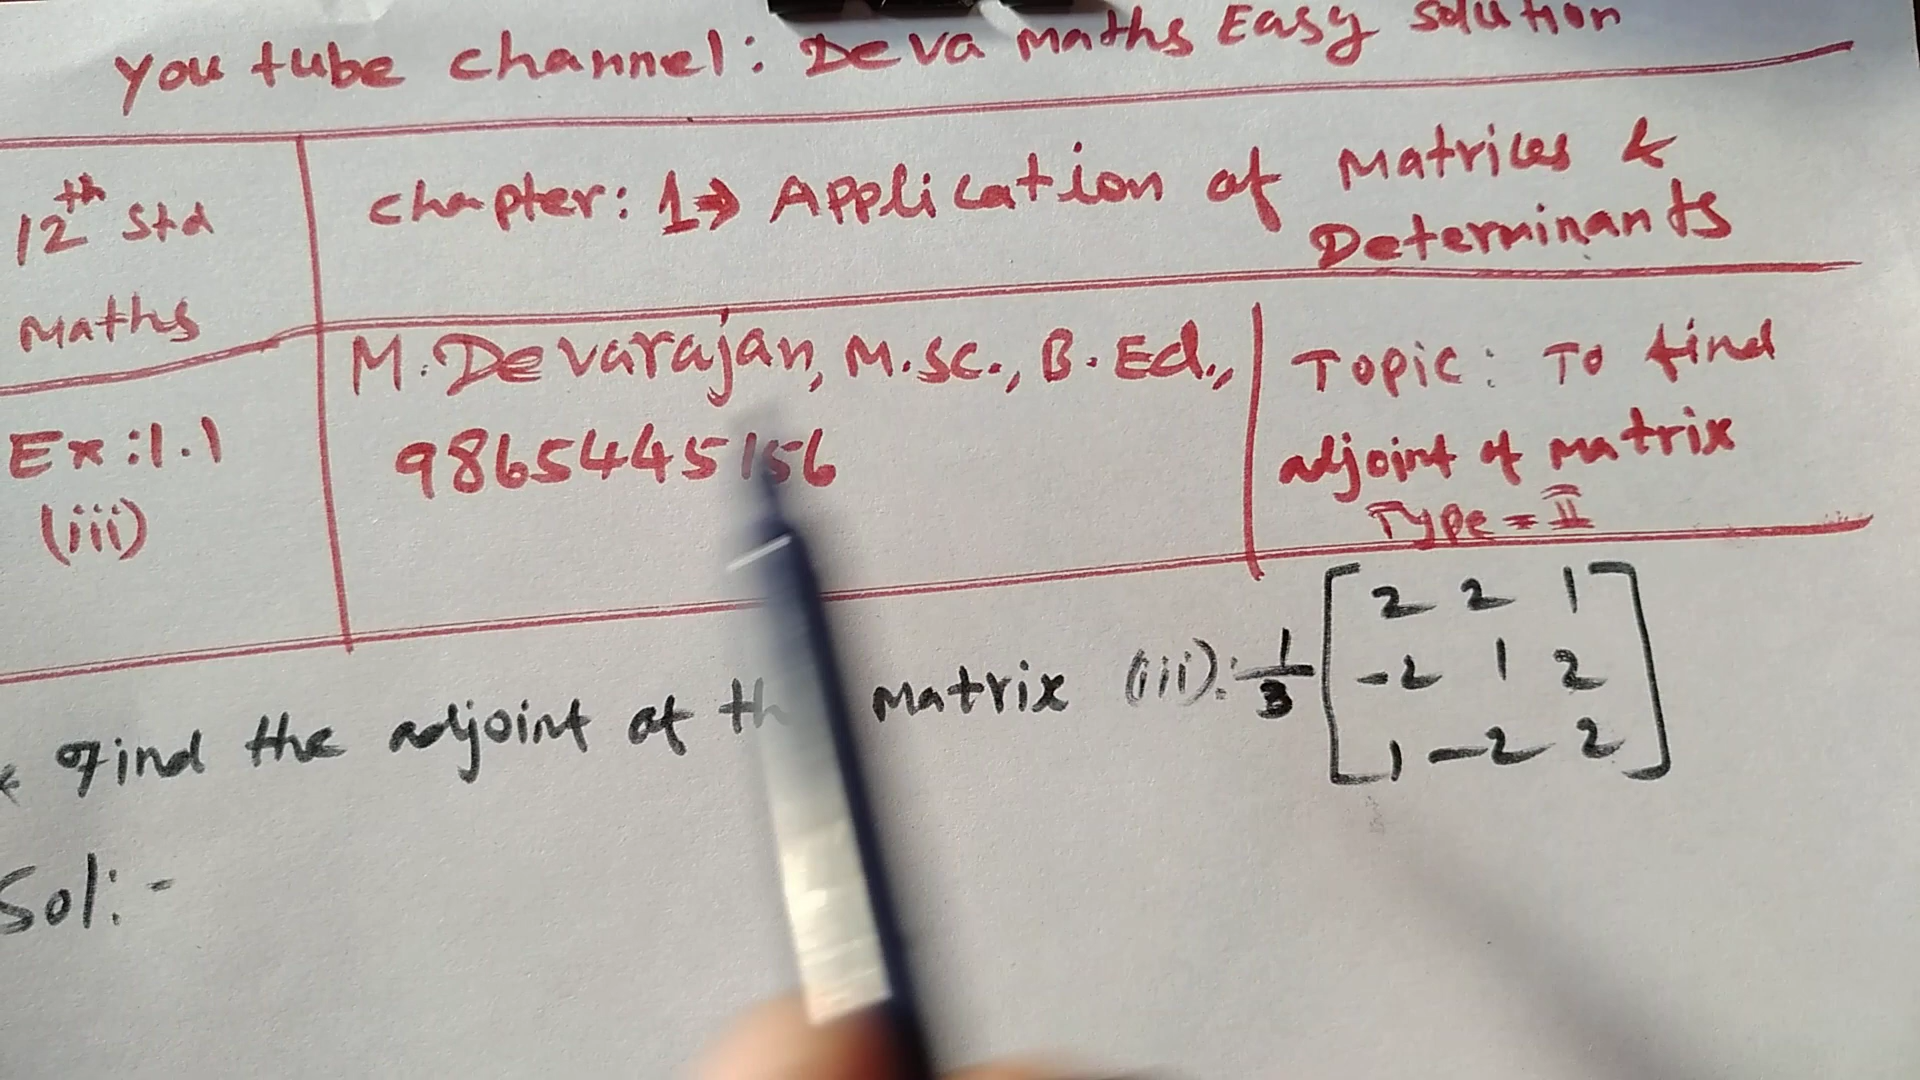 You tube channel: Deva maths Easy solution
12th Std
Maths
chapter: 1⇒ Application of Matrices &
Determinants
Ex:1.1
(iii)
M. Devarajan, M.sc., B.Ed.,
9865445156
Topic: To find
adjoint of matrix
Type = II
Find the adjoint of th matrix (iii): 1/3 [ 2 2 1
-2 1 2
1 -2 2 ]
Sol:-